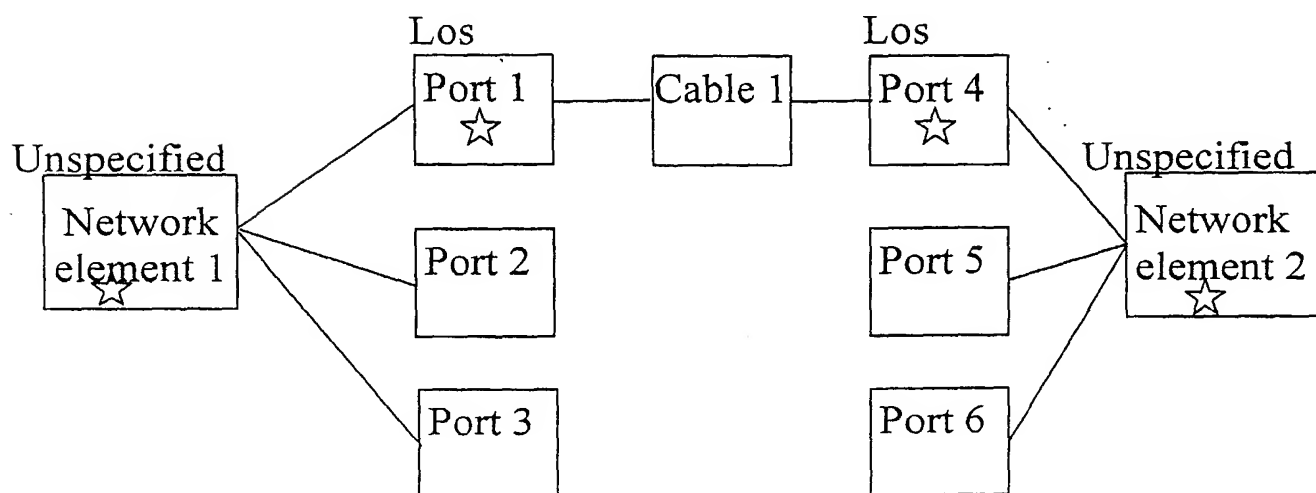 Los
Los
Port 1
Cable 1
Port 4
Unspecified
Unspecified
Network
element 1
Port 2
Port 5
Network
element 2
Port 3
Port 6